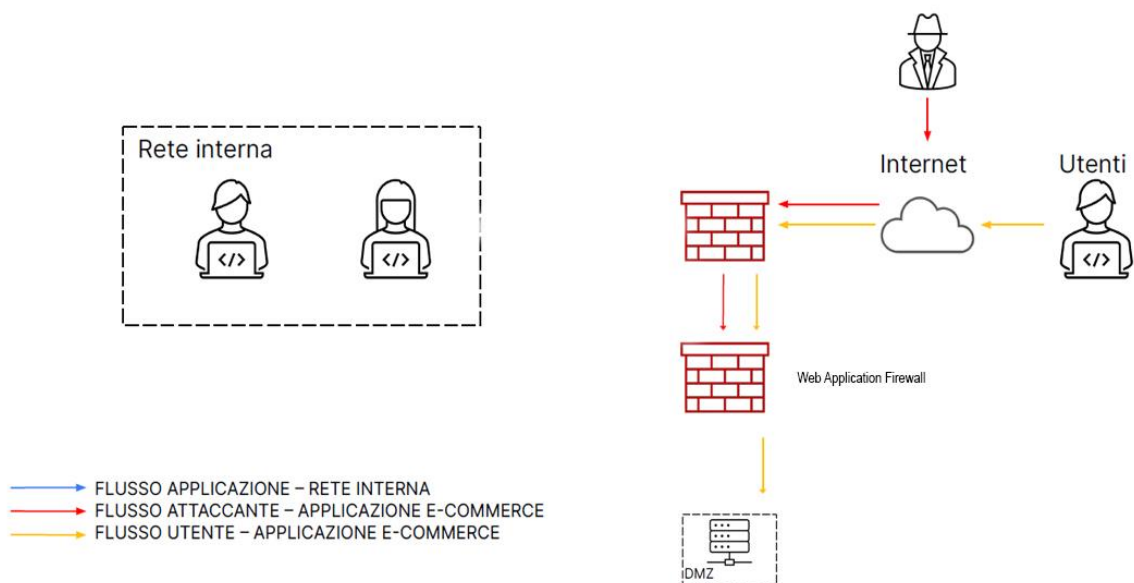 Rete interna
Internet
Utenti
Web Application Firewall
FLUSSO APPLICAZIONE – RETE INTERNA
FLUSSO ATTACCANTE – APPLICAZIONE E-COMMERCE
FLUSSO UTENTE – APPLICAZIONE E-COMMERCE
DMZ